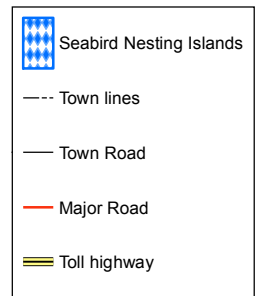 Seabird Nesting Islands
Town lines
Town Road
Major Road
Toll highway